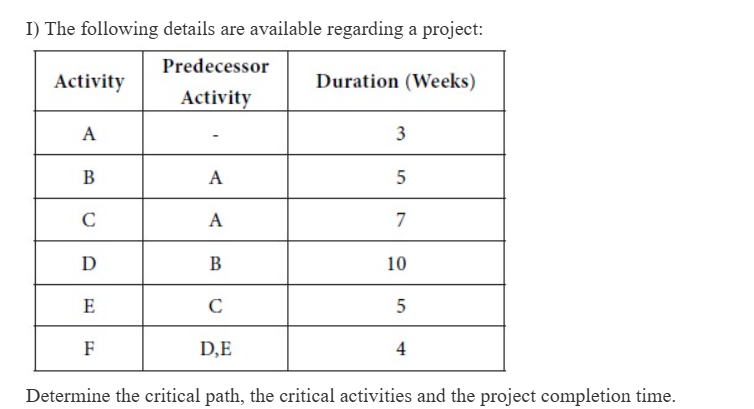 I) The following details are available regarding a project:
Activity Predecessor Activity Duration (Weeks)
A - 3
B A 5
C A 7
D B 10
E C 5
F D,E 4
Determine the critical path, the critical activities and the project completion time.